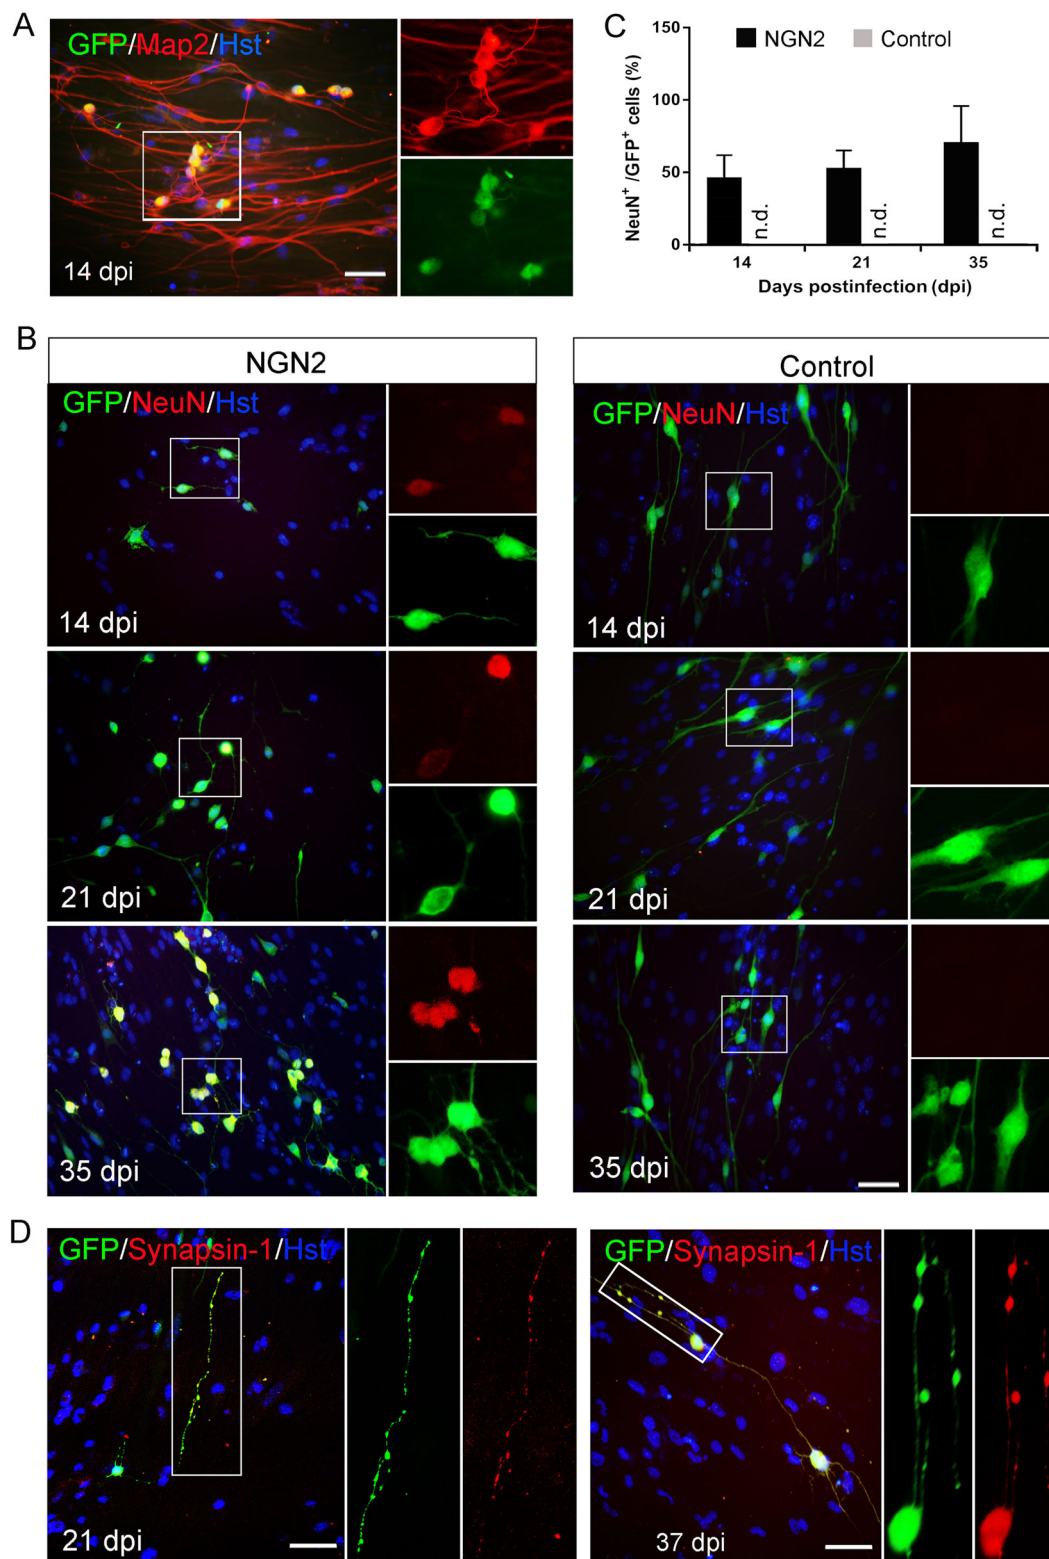 A
GFP/Map2/Hst
14 dpi
C
150
100
50
0
NeuN⁺/GFP⁺ cells (%)
NGN2
Control
n.d.
n.d.
n.d.
14
21
35
Days postinfection (dpi)
B
NGN2
Control
GFP/NeuN/Hst
GFP/NeuN/Hst
14 dpi
14 dpi
21 dpi
21 dpi
35 dpi
35 dpi
D
GFP/Synapsin-1/Hst
GFP/Synapsin-1/Hst
21 dpi
37 dpi